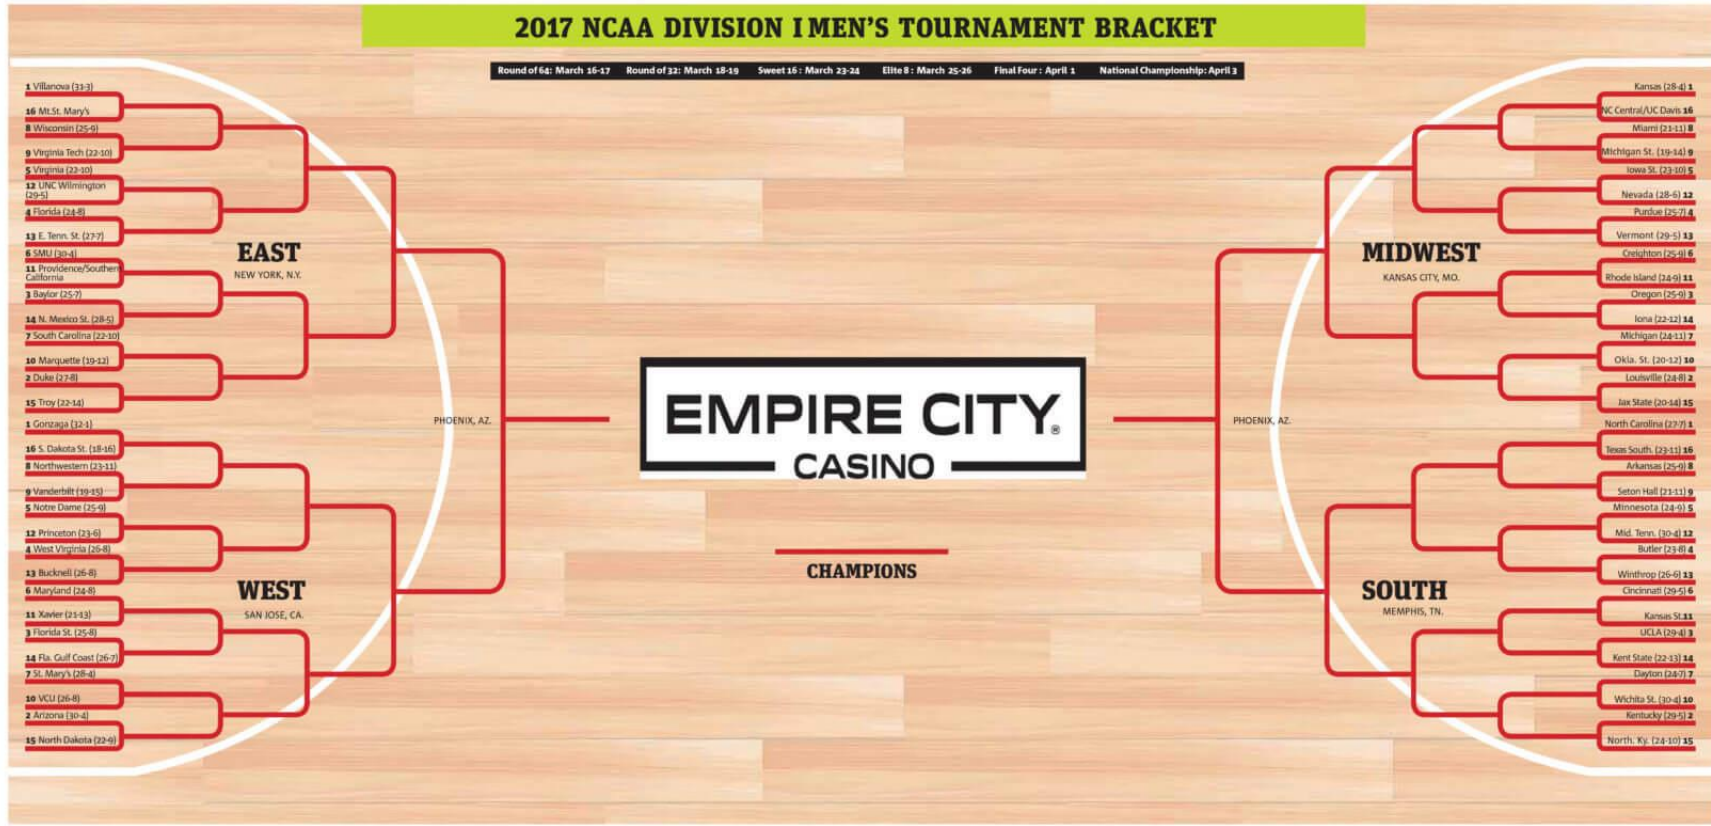 2017 NCAA DIVISION I MEN'S TOURNAMENT BRACKET
Round of 64: March 16-17 Round of 32: March 18-19 Sweet 16 : March 23-24 Elite 8 : March 25-26 Final Four : April 1 National Championship: April 3
1 Villanova (31-3)
16 Mt.St. Mary's
8 Wisconsin (25-9)
9 Virginia Tech (22-10)
5 Virginia (22-10)
12 UNC Wilmington
(29-5)
4 Florida (24-8)
13 E. Tenn. St. (27-7)
6 SMU (30-4)
11 Providence/Southern
California
3 Baylor (25-7)
14 N. Mexico St. (28-5)
7 South Carolina (22-10)
10 Marquette (19-12)
2 Duke (27-8)
15 Troy (22-14)
EAST
NEW YORK, N.Y.
1 Gonzaga (32-1)
16 S. Dakota St. (18-16)
8 Northwestern (23-11)
9 Vanderbilt (19-15)
5 Notre Dame (25-9)
12 Princeton (23-6)
4 West Virginia (26-8)
13 Bucknell (26-8)
6 Maryland (24-8)
11 Xavier (21-13)
3 Florida St. (25-8)
14 Fla. Gulf Coast (26-7)
7 St. Mary's (28-4)
10 VCU (26-8)
2 Arizona (30-4)
15 North Dakota (22-9)
WEST
SAN JOSE, CA.
PHOENIX, AZ.
EMPIRE CITY®
CASINO
CHAMPIONS
PHOENIX, AZ.
Kansas (28-4) 1
NC Central/UC Davis 16
Miami (21-11) 8
Michigan St. (19-14) 9
Iowa St. (23-10) 5
Nevada (28-6) 12
Purdue (25-7) 4
Vermont (29-5) 13
Creighton (25-9) 6
Rhode Island (24-9) 11
Oregon (25-9) 3
Iona (22-12) 14
Michigan (24-11) 7
Okla. St. (20-12) 10
Louisville (24-8) 2
Jax State (20-14) 15
MIDWEST
KANSAS CITY, MO.
North Carolina (27-7) 1
Texas South. (23-11) 16
Arkansas (25-9) 8
Seton Hall (21-11) 9
Minnesota (24-9) 5
Mid. Tenn. (30-4) 12
Butler (23-8) 4
Winthrop (26-6) 13
Cincinnati (29-5) 6
Kansas St.11
UCLA (29-4) 3
Kent State (22-13) 14
Dayton (24-7) 7
Wichita St. (30-4) 10
Kentucky (29-5) 2
North. Ky. (24-10) 15
SOUTH
MEMPHIS, TN.